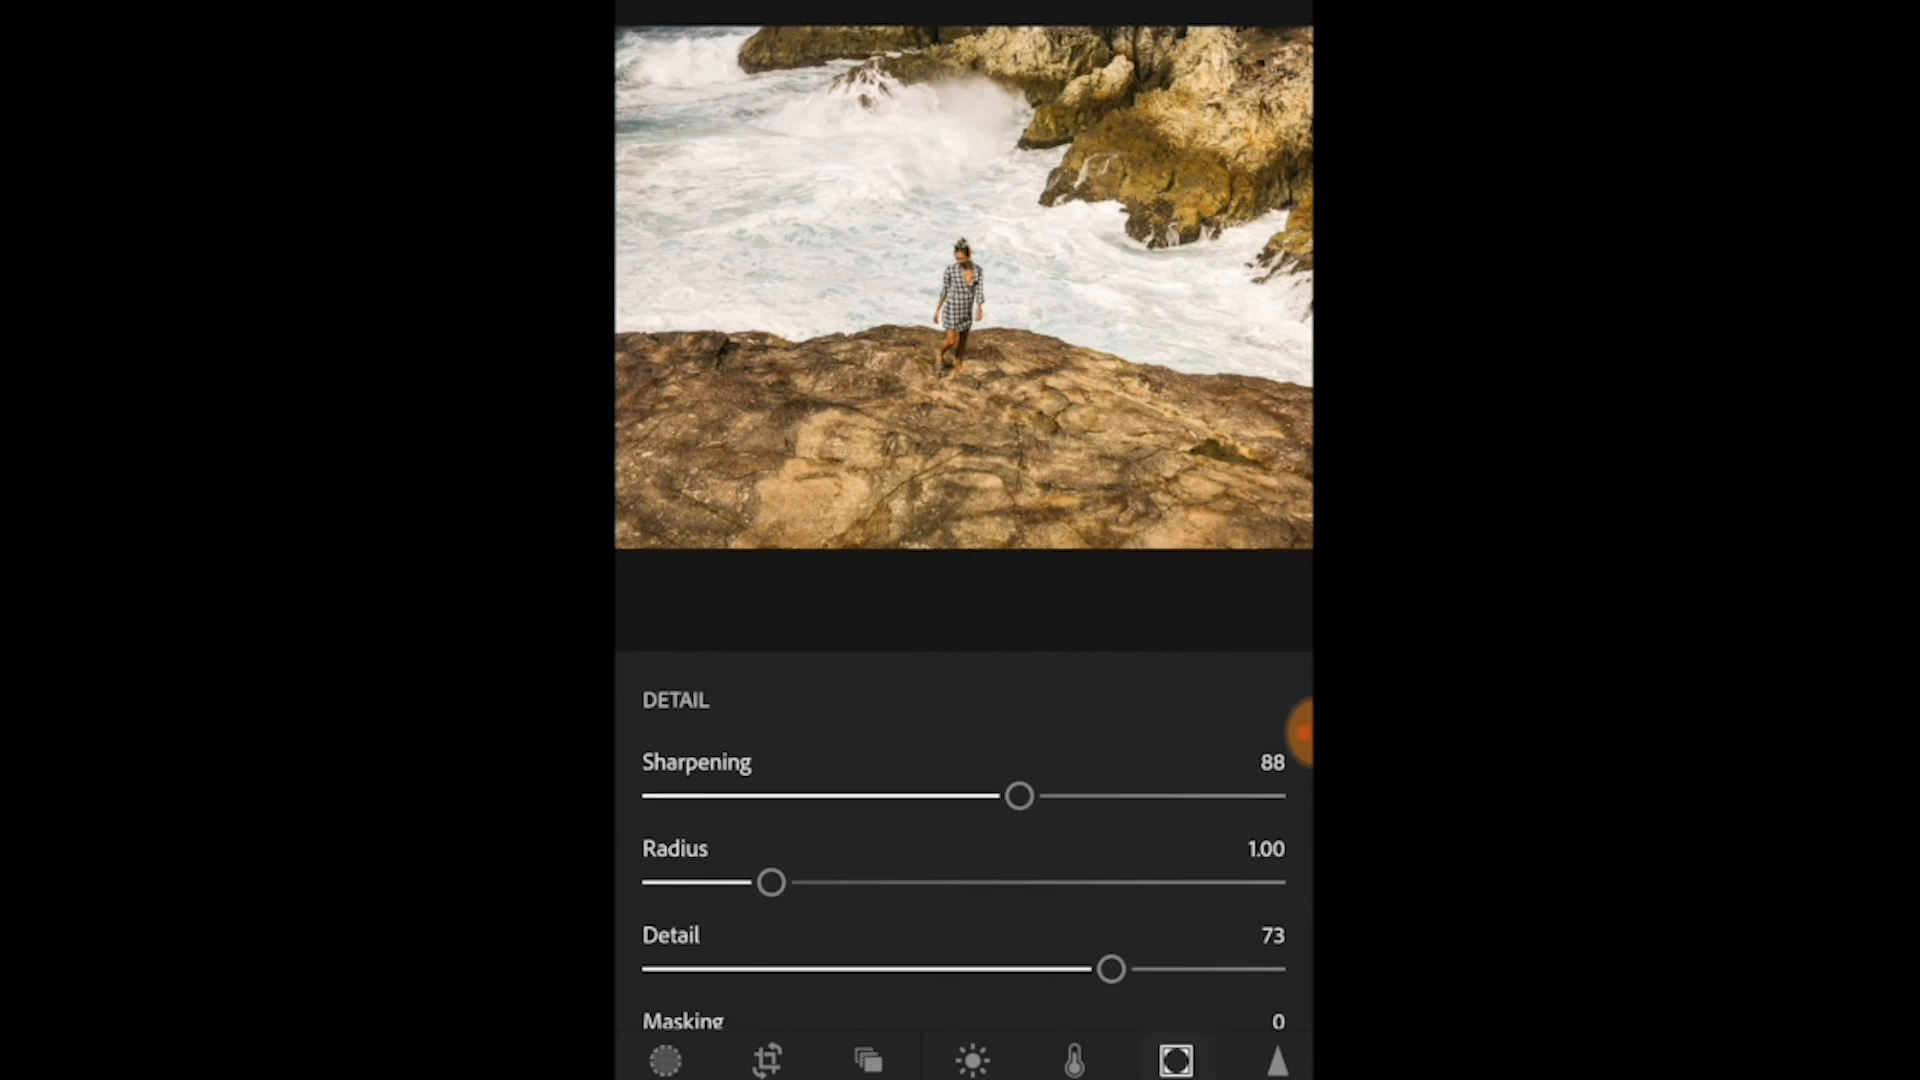 DETAIL
Sharpening 88
Radius 1.00
Detail 73
Masking 0